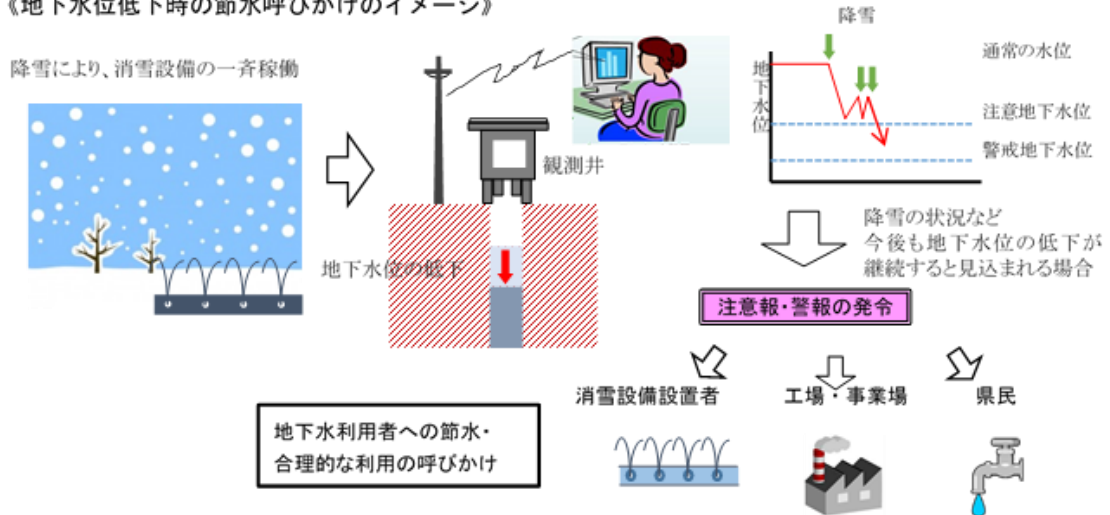 《地下水位低下時の節水呼びかけのイメージ》
降雪により、消雪設備の一斉稼働
観測井
地下水位の低下
降雪
地下水位
通常の水位
注意地下水位
警戒地下水位
降雪の状況など
今後も地下水位の低下が
継続すると見込まれる場合
注意報・警報の発令
消雪設備設置者
工場・事業場
県民
地下水利用者への節水・
合理的な利用の呼びかけ